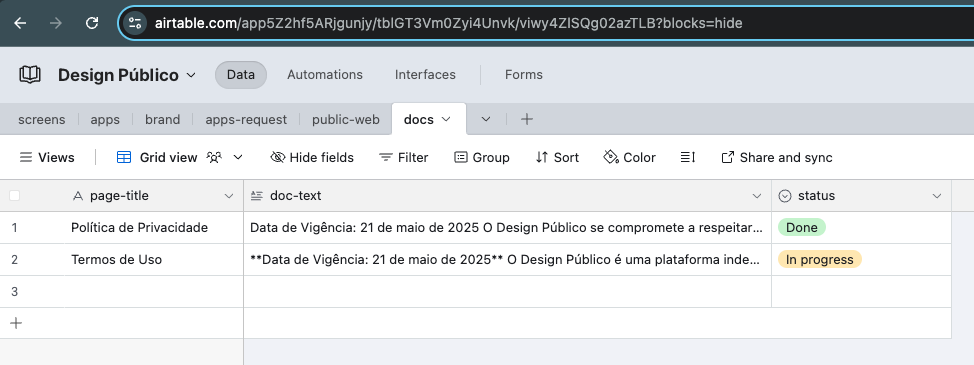 airtable.com/app5Z2hf5ARjgunjy/tblGT3Vm0Zyi4Unvk/viwy4ZlSQg02azTLB?blocks=hide
Design Público Data Automations Interfaces Forms
screens apps brand apps-request public-web docs
Views Grid view Hide fields Filter Group Sort Color Share and sync
page-title doc-text status
1 Política de Privacidade Data de Vigência: 21 de maio de 2025 O Design Público se compromete a respeitar... Done
2 Termos de Uso **Data de Vigência: 21 de maio de 2025** O Design Público é uma plataforma inde... In progress
3